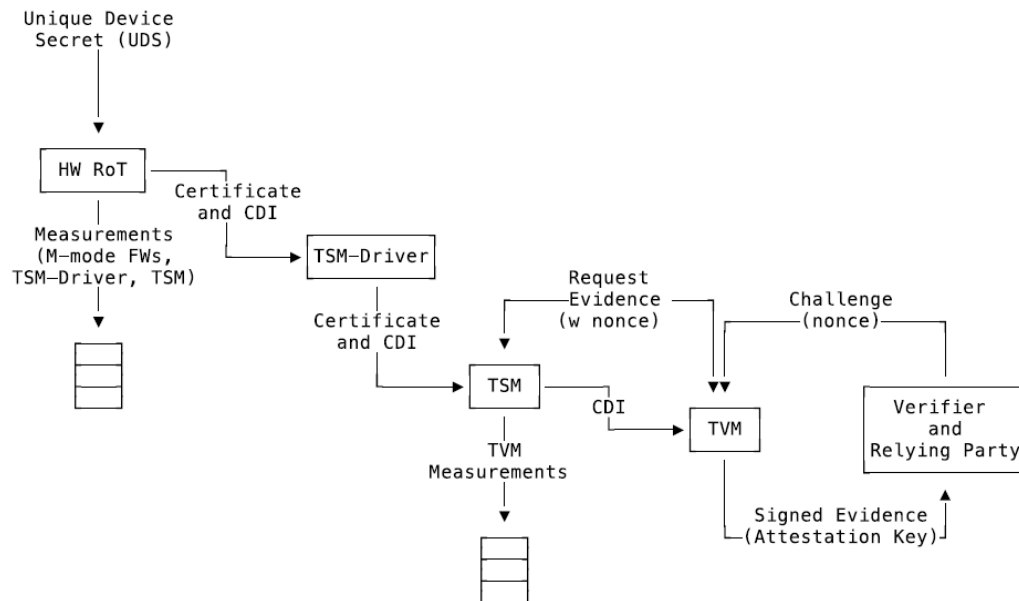 Unique Device
Secret (UDS)
HW RoT
Certificate
and CDI
Measurements
(M-mode FWs,
TSM-Driver, TSM)
TSM-Driver
Certificate
and CDI
Request
Evidence
(w nonce)
Challenge
(nonce)
TSM
CDI
TVM
Verifier
and
Relying Party
TVM
Measurements
Signed Evidence
(Attestation Key)